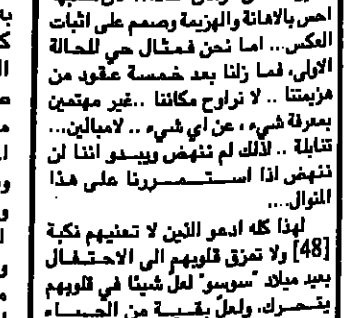 احس بالاهانة والهزيمة وصمم على اثبات
العكس... اما نحن فمثال حي للحالة
الاولى، فما زلنا بعد خمسة عقود من
هزيمتنا .. لا نراوح مكاننا .. غير مهتمين
بمعرفة شيء، عن اي شيء .. لامبالين...
تنابلة .. لذلك لم ننهض ويبدو اننا لن
ننهض اذا استمررنا على هذا
المنوال....
لهذا كله ادعو الذين لا تعنيهم نكبة
[48] ولا تمزق قلوبهم الى الاحتفال
بعيد ميلاد "سوسو" لعل شيئا في قلوبهم
يتحرك. ولعل بقية من الحياء